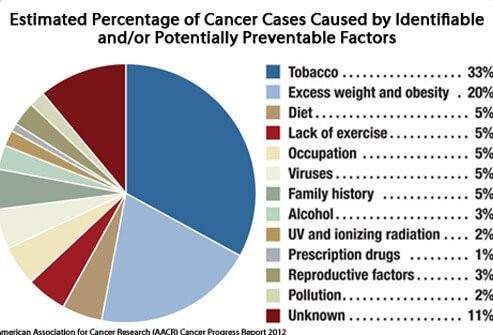 Estimated Percentage of Cancer Cases Caused by Identifiable
and/or Potentially Preventable Factors
Tobacco .................. 33%
Excess weight and obesity . 20%
Diet ...................... 5%
Lack of exercise ........... 5%
Occupation ............... 5%
Viruses ................... 5%
Family history ............. 5%
Alcohol ................... 3%
UV and ionizing radiation ... 2%
Prescription drugs ......... 1%
Reproductive factors ....... 3%
Pollution .................. 2%
Unknown ................ 11%
American Association for Cancer Research (AACR) Cancer Progress Report 2012